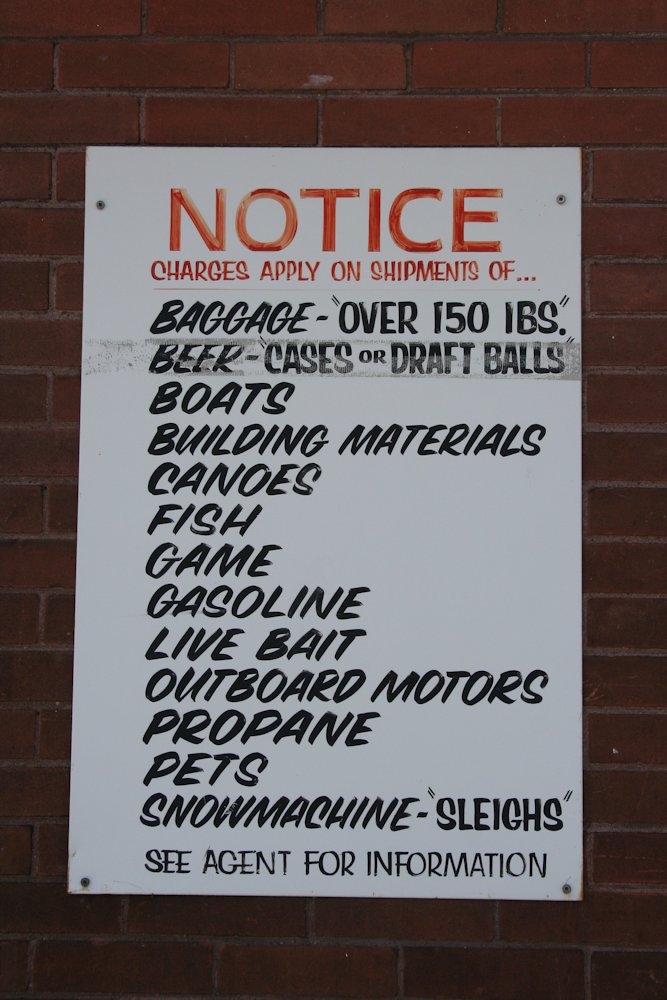 NOTICE
CHARGES APPLY ON SHIPMENTS OF...
BAGGAGE-"OVER 150 IBS."
BEER-"CASES OR DRAFT BALLS"
BOATS
BUILDING MATERIALS
CANOES
FISH
GAME
GASOLINE
LIVE BAIT
OUTBOARD MOTORS
PROPANE
PETS
SNOWMACHINE-"SLEIGHS"
SEE AGENT FOR INFORMATION